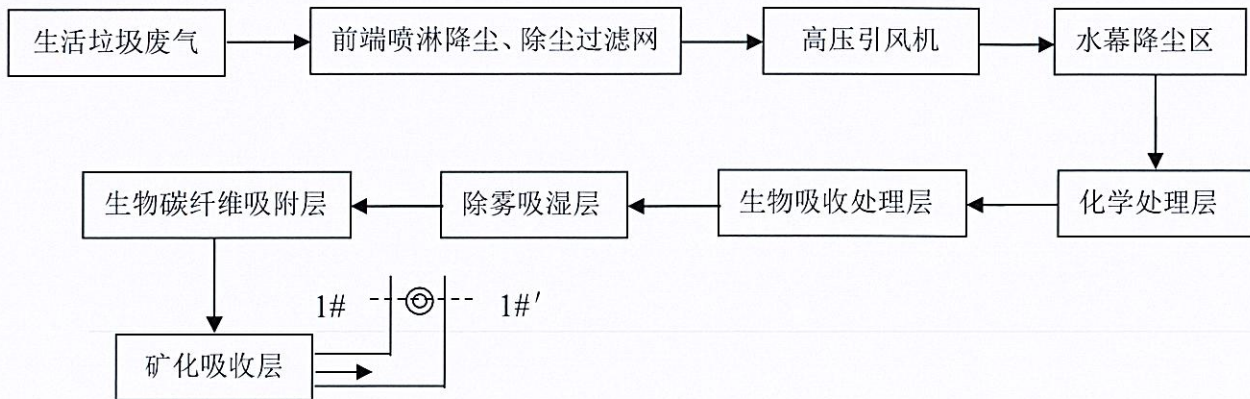 生活垃圾废气
前端喷淋降尘、除尘过滤网
高压引风机
水幕降尘区
化学处理层
生物吸收处理层
除雾吸湿层
生物碳纤维吸附层
矿化吸收层
1#
1#′